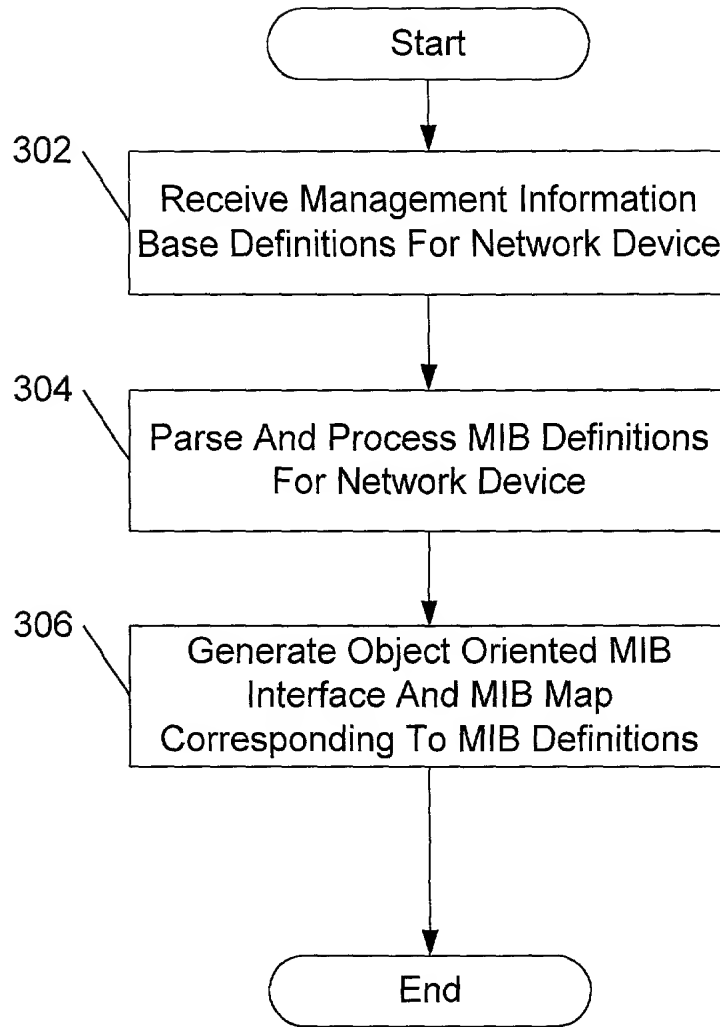 Start
302
Receive Management Information
Base Definitions For Network Device
304
Parse And Process MIB Definitions
For Network Device
306
Generate Object Oriented MIB
Interface And MIB Map
Corresponding To MIB Definitions
End